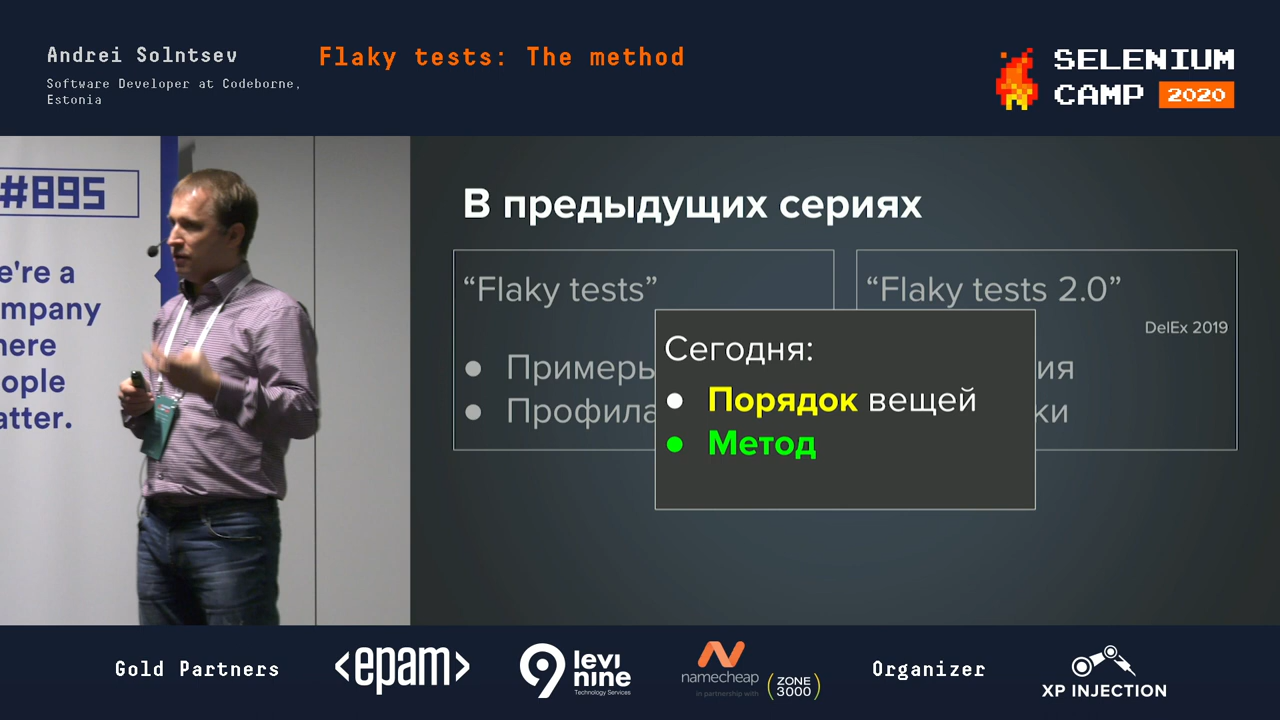 Andrei Solntsev
Software Developer at Codeborne,
Estonia
Flaky tests: The method
SELENIUM
CAMP 2020
#895
e're a
mpany
here
ople
atter.
В предыдущих сериях
“Flaky tests”
“Flaky tests 2.0”
DelEx 2019
Сегодня:
● Порядок вещей
● Метод
● Примеры
● Профила
ия
ки
Gold Partners
<epam>
9 levi
nine
Technology Services
namecheap
in partnership with
ZONE
3000
Organizer
XP INJECTION